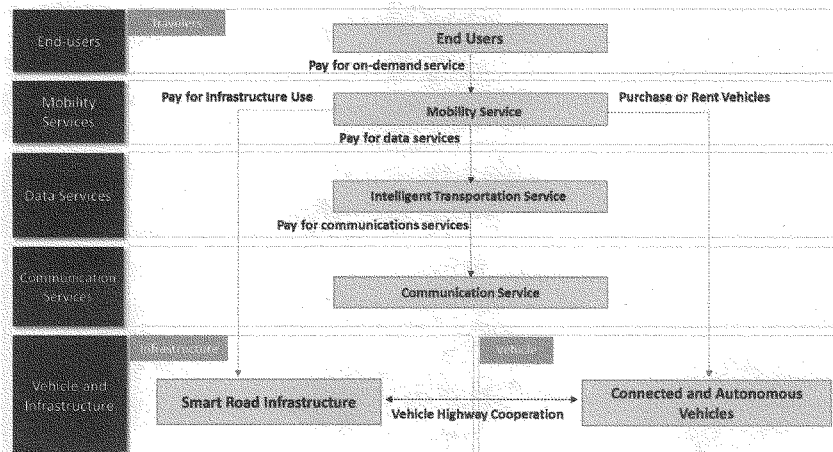 Travelers
End-users
End Users
Pay for on-demand service
Mobility
Services
Pay for Infrastructure Use
Mobility Service
Purchase or Rent Vehicles
Pay for data services
Data Services
Intelligent Transportation Service
Pay for communications services
Communication
Services
Communication Service
Infrastructure
Vehicle
Vehicle and
Infrastructure
Smart Road Infrastructure
Vehicle Highway Cooperation
Connected and Autonomous
Vehicles